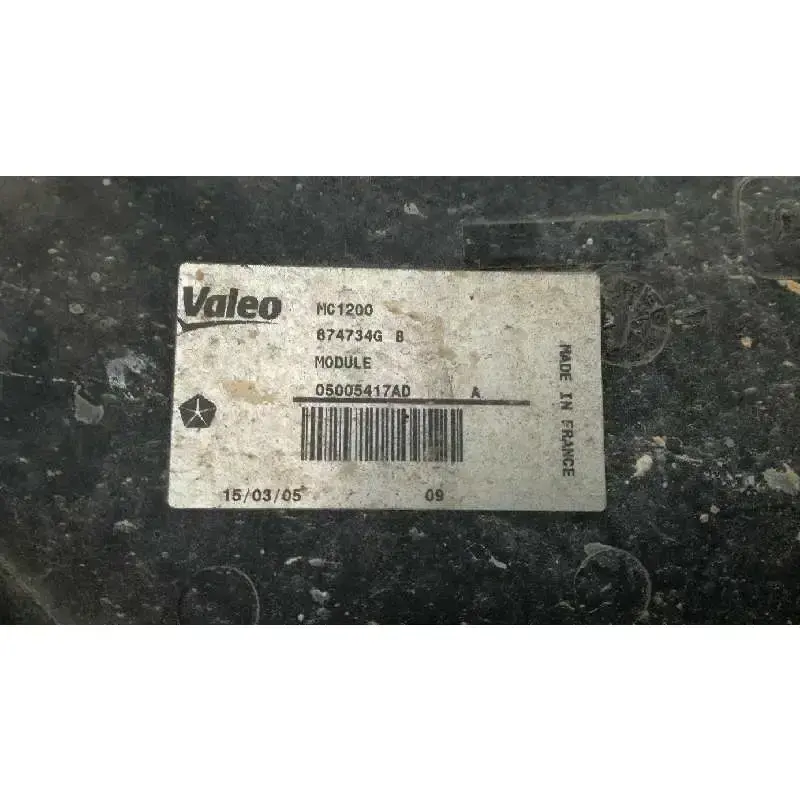 Valeo
MC1200
874734G B
MODULE
05005417AD A
15/03/05 09
MADE IN FRANCE